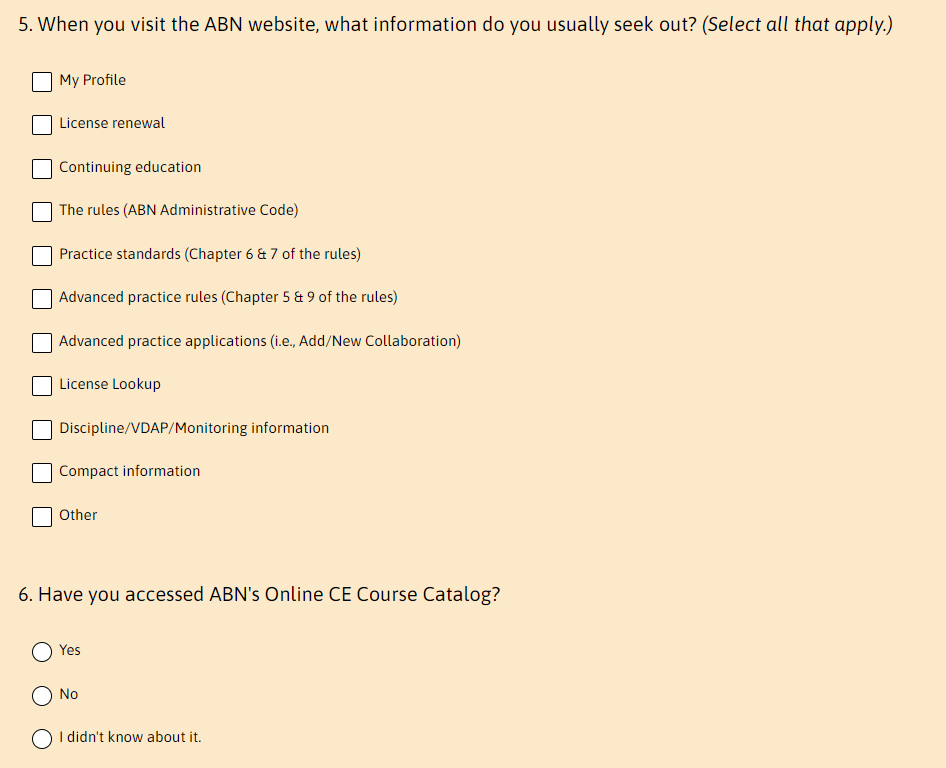 5. When you visit the ABN website, what information do you usually seek out? (Select all that apply.)
My Profile
License renewal
Continuing education
The rules (ABN Administrative Code)
Practice standards (Chapter 6 & 7 of the rules)
Advanced practice rules (Chapter 5 & 9 of the rules)
Advanced practice applications (i.e., Add/New Collaboration)
License Lookup
Discipline/VDAP/Monitoring information
Compact information
Other
6. Have you accessed ABN's Online CE Course Catalog?
Yes
No
I didn't know about it.